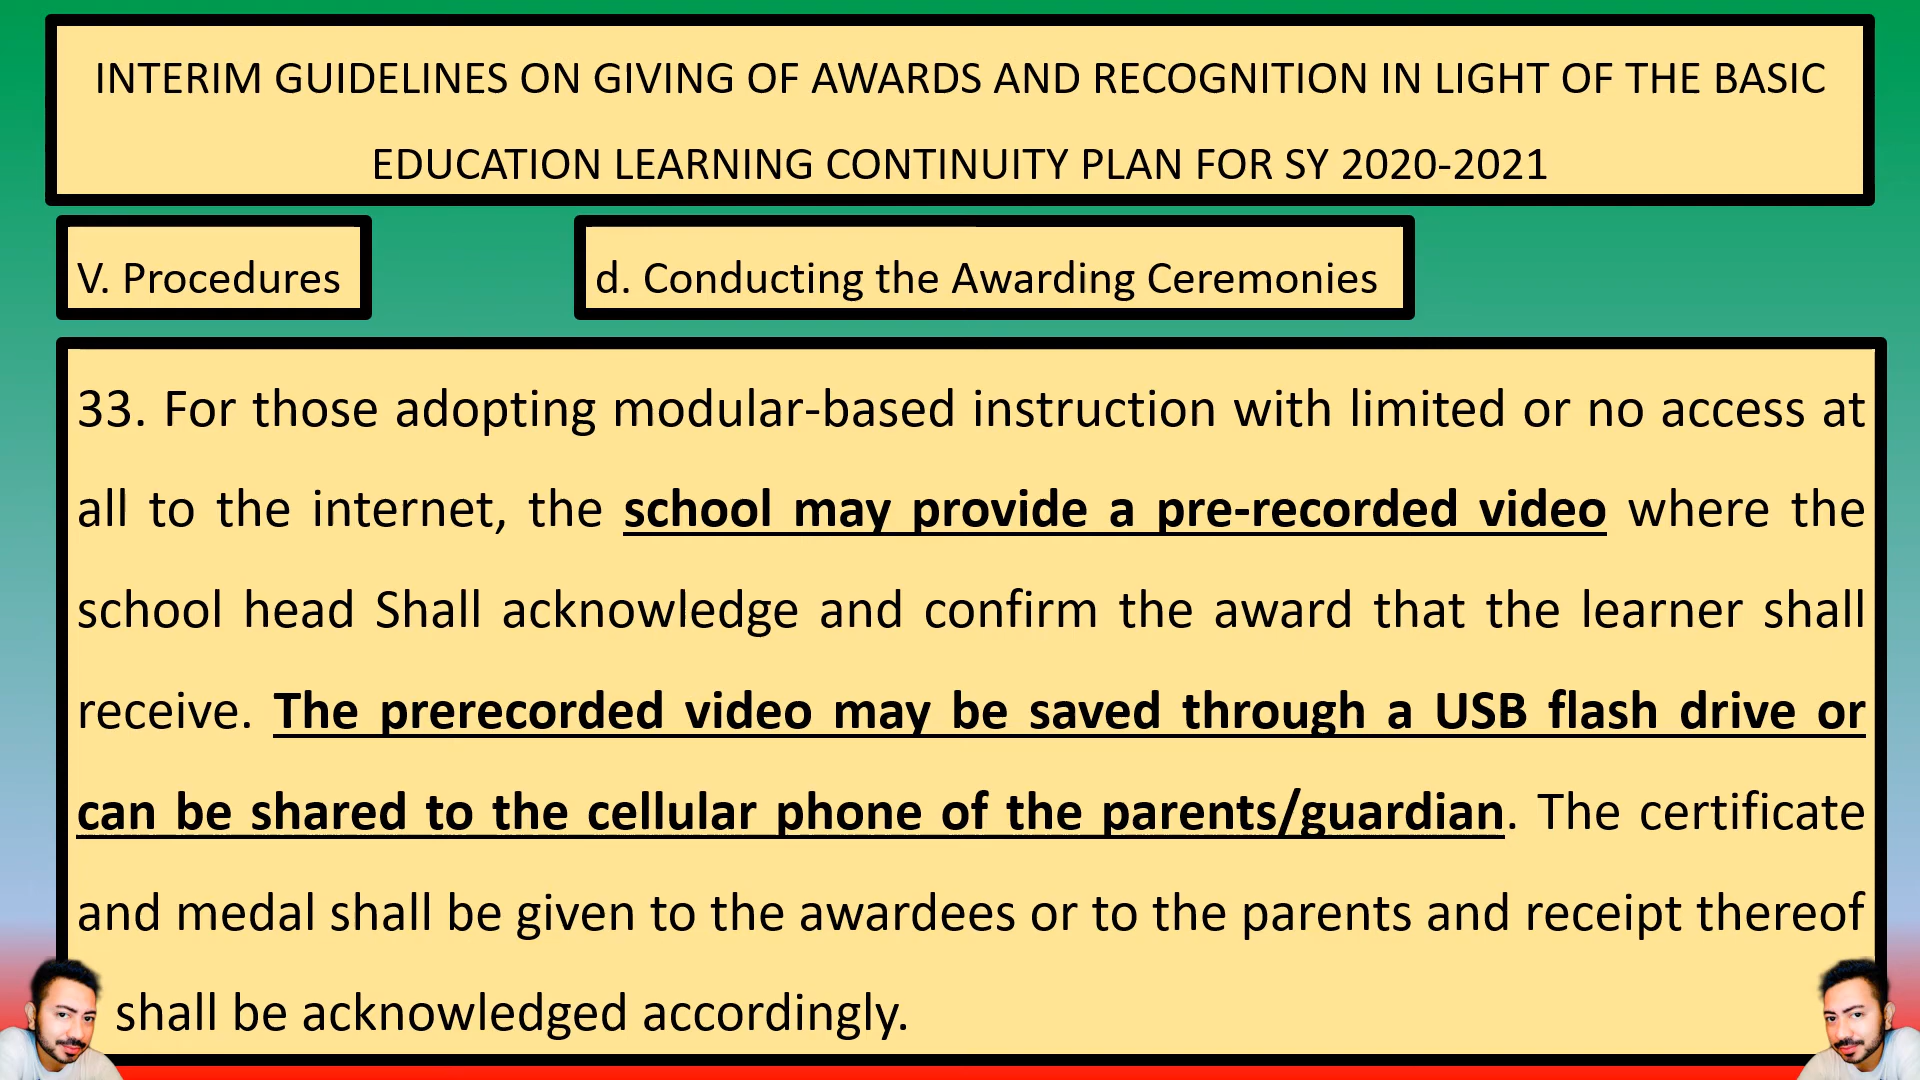 INTERIM GUIDELINES ON GIVING OF AWARDS AND RECOGNITION IN LIGHT OF THE BASIC
EDUCATION LEARNING CONTINUITY PLAN FOR SY 2020-2021
V. Procedures
d. Conducting the Awarding Ceremonies
33. For those adopting modular-based instruction with limited or no access at
all to the internet, the school may provide a pre-recorded video where the
school head Shall acknowledge and confirm the award that the learner shall
receive. The prerecorded video may be saved through a USB flash drive or
can be shared to the cellular phone of the parents/guardian. The certificate
and medal shall be given to the awardees or to the parents and receipt thereof
shall be acknowledged accordingly.